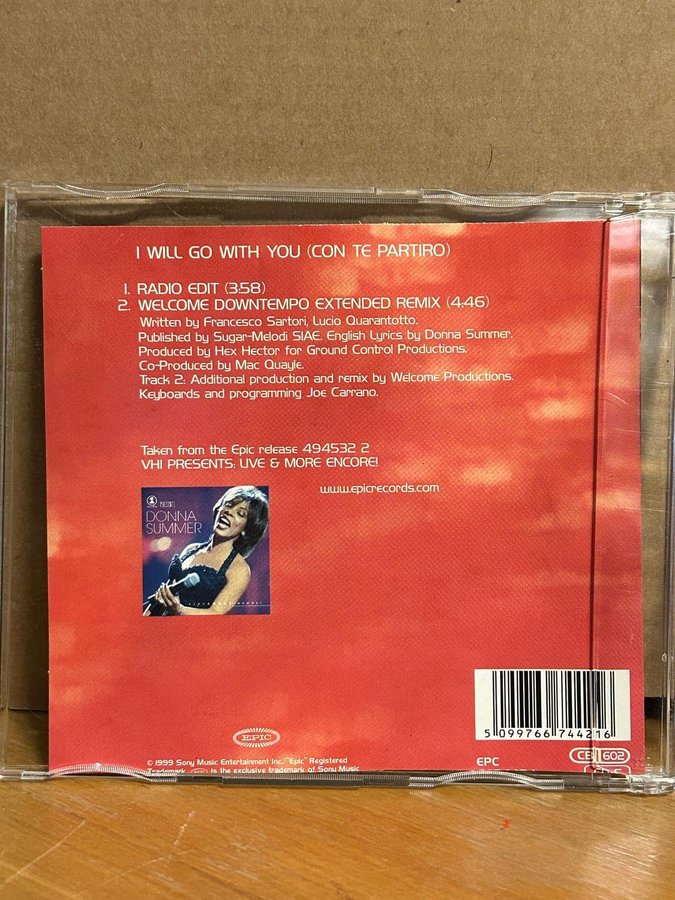 I WILL GO WITH YOU (CON TE PARTIRO)
1. RADIO EDIT (3:58)
2. WELCOME DOWNTEMPO EXTENDED REMIX (4:46)
Written by Francesco Sartori, Lucio Quarantotto.
Published by Sugar-Melodi SIAE. English Lyrics by Donna Summer.
Produced by Hex Hector for Ground Control Productions.
Co-Produced by Mac Quayle.
Track 2: Additional production and remix by Welcome Productions.
Keyboards and programming Joe Carrano.
Taken from the Epic release 494532 2
VH1 PRESENTS: LIVE & MORE ENCORE!
www.epicrecords.com
DONNA
SUMMER
5 099766 744216
EPIC
© 1999 Sony Music Entertainment Inc./Epic® Registered
Trademark. EPIC is the exclusive trademark of Sony Music
EPC
CB 602